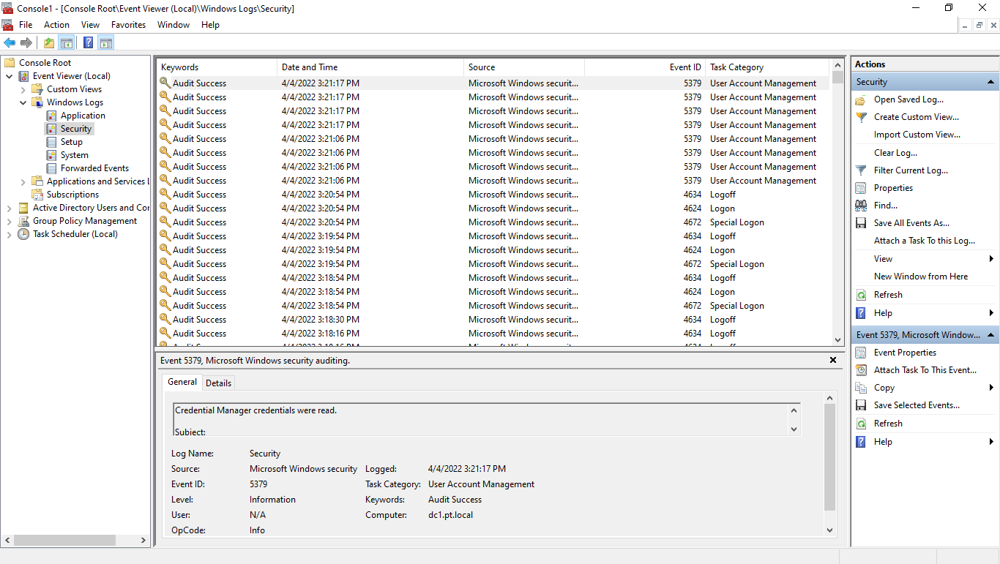 Console1 - [Console Root\Event Viewer (Local)\Windows Logs\Security]
File Action View Favorites Window Help
Console Root
Event Viewer (Local)
Custom Views
Windows Logs
Application
Security
Setup
System
Forwarded Events
Applications and Services L
Subscriptions
Active Directory Users and Cor
Group Policy Management
Task Scheduler (Local)
Keywords Date and Time Source Event ID Task Category
Audit Success 4/4/2022 3:21:17 PM Microsoft Windows securit... 5379 User Account Management
Audit Success 4/4/2022 3:21:17 PM Microsoft Windows securit... 5379 User Account Management
Audit Success 4/4/2022 3:21:17 PM Microsoft Windows securit... 5379 User Account Management
Audit Success 4/4/2022 3:21:17 PM Microsoft Windows securit... 5379 User Account Management
Audit Success 4/4/2022 3:21:06 PM Microsoft Windows securit... 5379 User Account Management
Audit Success 4/4/2022 3:21:06 PM Microsoft Windows securit... 5379 User Account Management
Audit Success 4/4/2022 3:21:06 PM Microsoft Windows securit... 5379 User Account Management
Audit Success 4/4/2022 3:21:06 PM Microsoft Windows securit... 5379 User Account Management
Audit Success 4/4/2022 3:20:54 PM Microsoft Windows securit... 4634 Logoff
Audit Success 4/4/2022 3:20:54 PM Microsoft Windows securit... 4624 Logon
Audit Success 4/4/2022 3:20:54 PM Microsoft Windows securit... 4672 Special Logon
Audit Success 4/4/2022 3:19:54 PM Microsoft Windows securit... 4634 Logoff
Audit Success 4/4/2022 3:19:54 PM Microsoft Windows securit... 4624 Logon
Audit Success 4/4/2022 3:19:54 PM Microsoft Windows securit... 4672 Special Logon
Audit Success 4/4/2022 3:18:54 PM Microsoft Windows securit... 4634 Logoff
Audit Success 4/4/2022 3:18:54 PM Microsoft Windows securit... 4624 Logon
Audit Success 4/4/2022 3:18:54 PM Microsoft Windows securit... 4672 Special Logon
Audit Success 4/4/2022 3:18:30 PM Microsoft Windows securit... 4634 Logoff
Audit Success 4/4/2022 3:18:16 PM Microsoft Windows securit... 4634 Logoff
Event 5379, Microsoft Windows security auditing.
General Details
Credential Manager credentials were read.
Subject:
Log Name: Security
Source: Microsoft Windows security Logged: 4/4/2022 3:21:17 PM
Event ID: 5379 Task Category: User Account Management
Level: Information Keywords: Audit Success
User: N/A Computer: dc1.pt.local
OpCode: Info
Actions
Security
Open Saved Log...
Create Custom View...
Import Custom View...
Clear Log...
Filter Current Log...
Properties
Find...
Save All Events As...
Attach a Task To this Log...
View
New Window from Here
Refresh
Help
Event 5379, Microsoft Window...
Event Properties
Attach Task To This Event...
Copy
Save Selected Events...
Refresh
Help